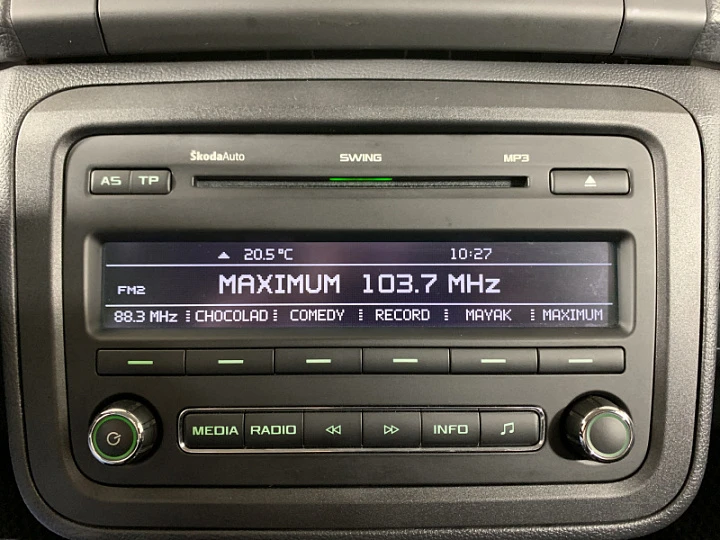 ŠkodaAuto SWING MP3
AS TP
20.5°C 10:27
FM2 MAXIMUM 103.7 MHz
88.3 MHz CHOCOLAD COMEDY RECORD MAYAK MAXIMUM
MEDIA RADIO INFO